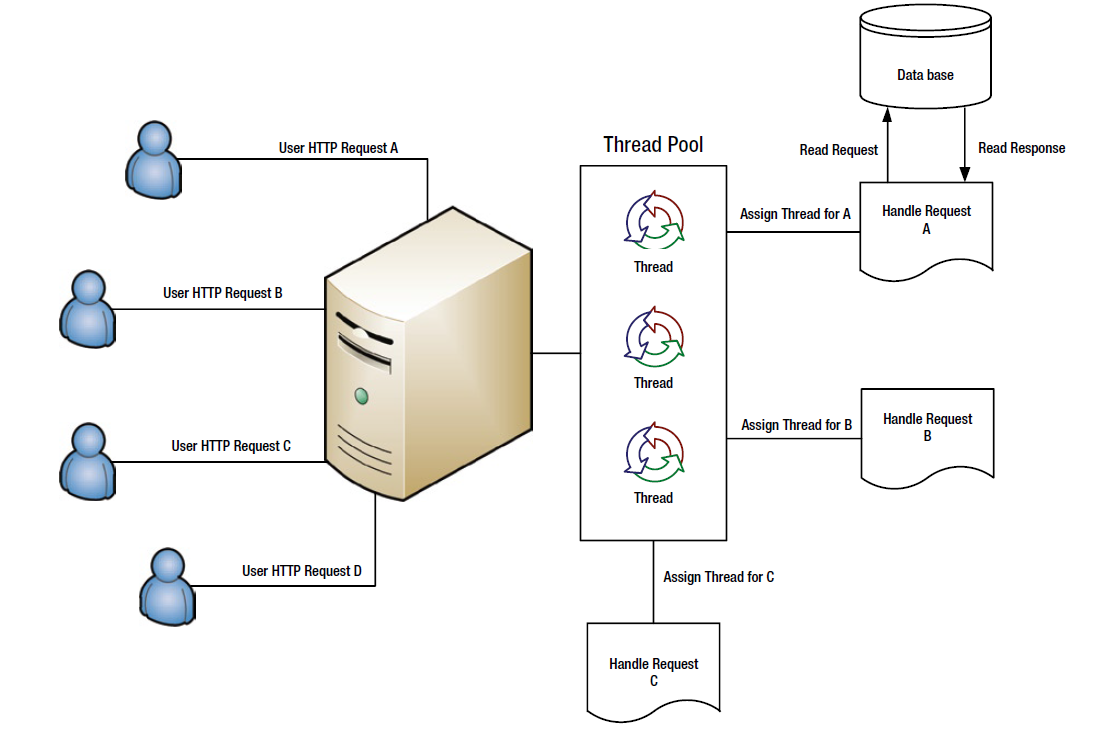 Data base
User HTTP Request A
Thread Pool
Read Request
Read Response
Assign Thread for A
Handle Request
A
Thread
User HTTP Request B
Thread
User HTTP Request C
Assign Thread for B
Handle Request
B
Thread
User HTTP Request D
Assign Thread for C
Handle Request
C